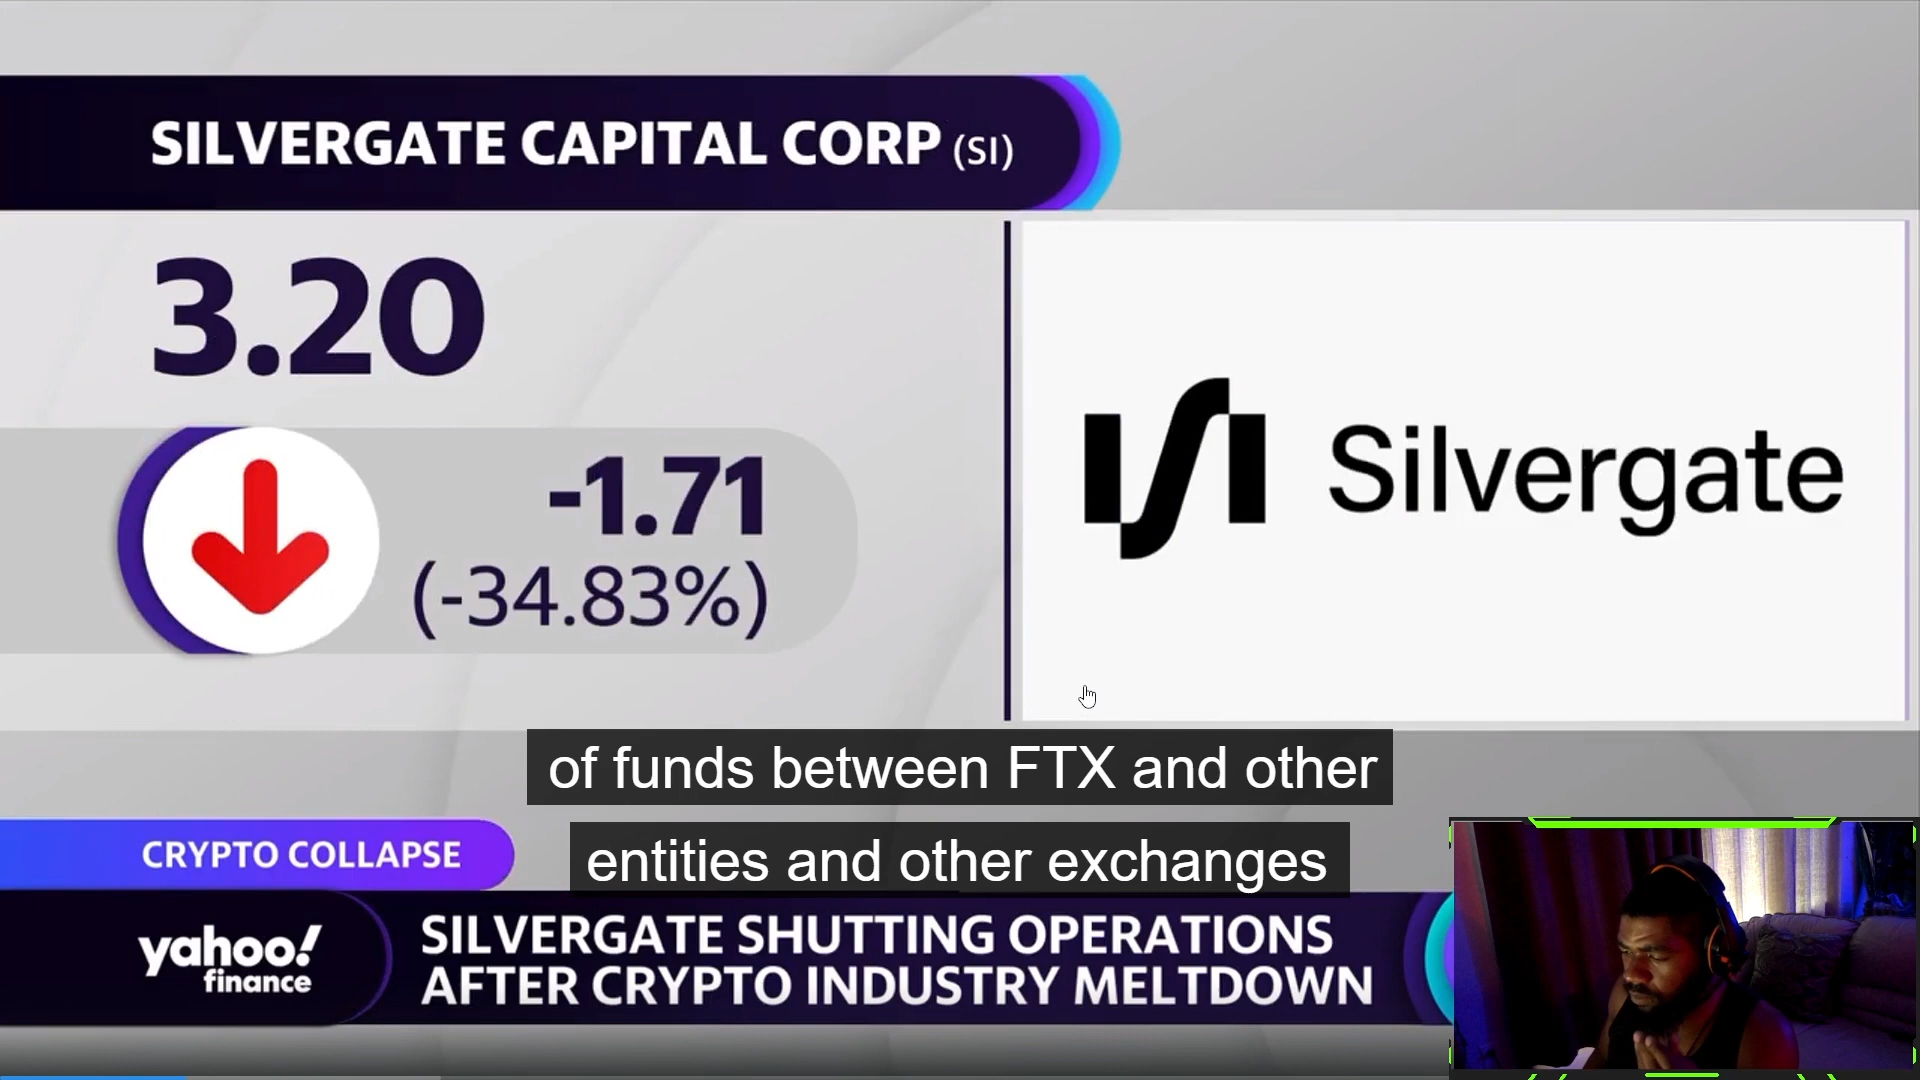 SILVERGATE CAPITAL CORP (SI)
3.20
-1.71
(-34.83%)
Silvergate
of funds between FTX and other
entities and other exchanges
CRYPTO COLLAPSE
yahoo!
finance
SILVERGATE SHUTTING OPERATIONS
AFTER CRYPTO INDUSTRY MELTDOWN